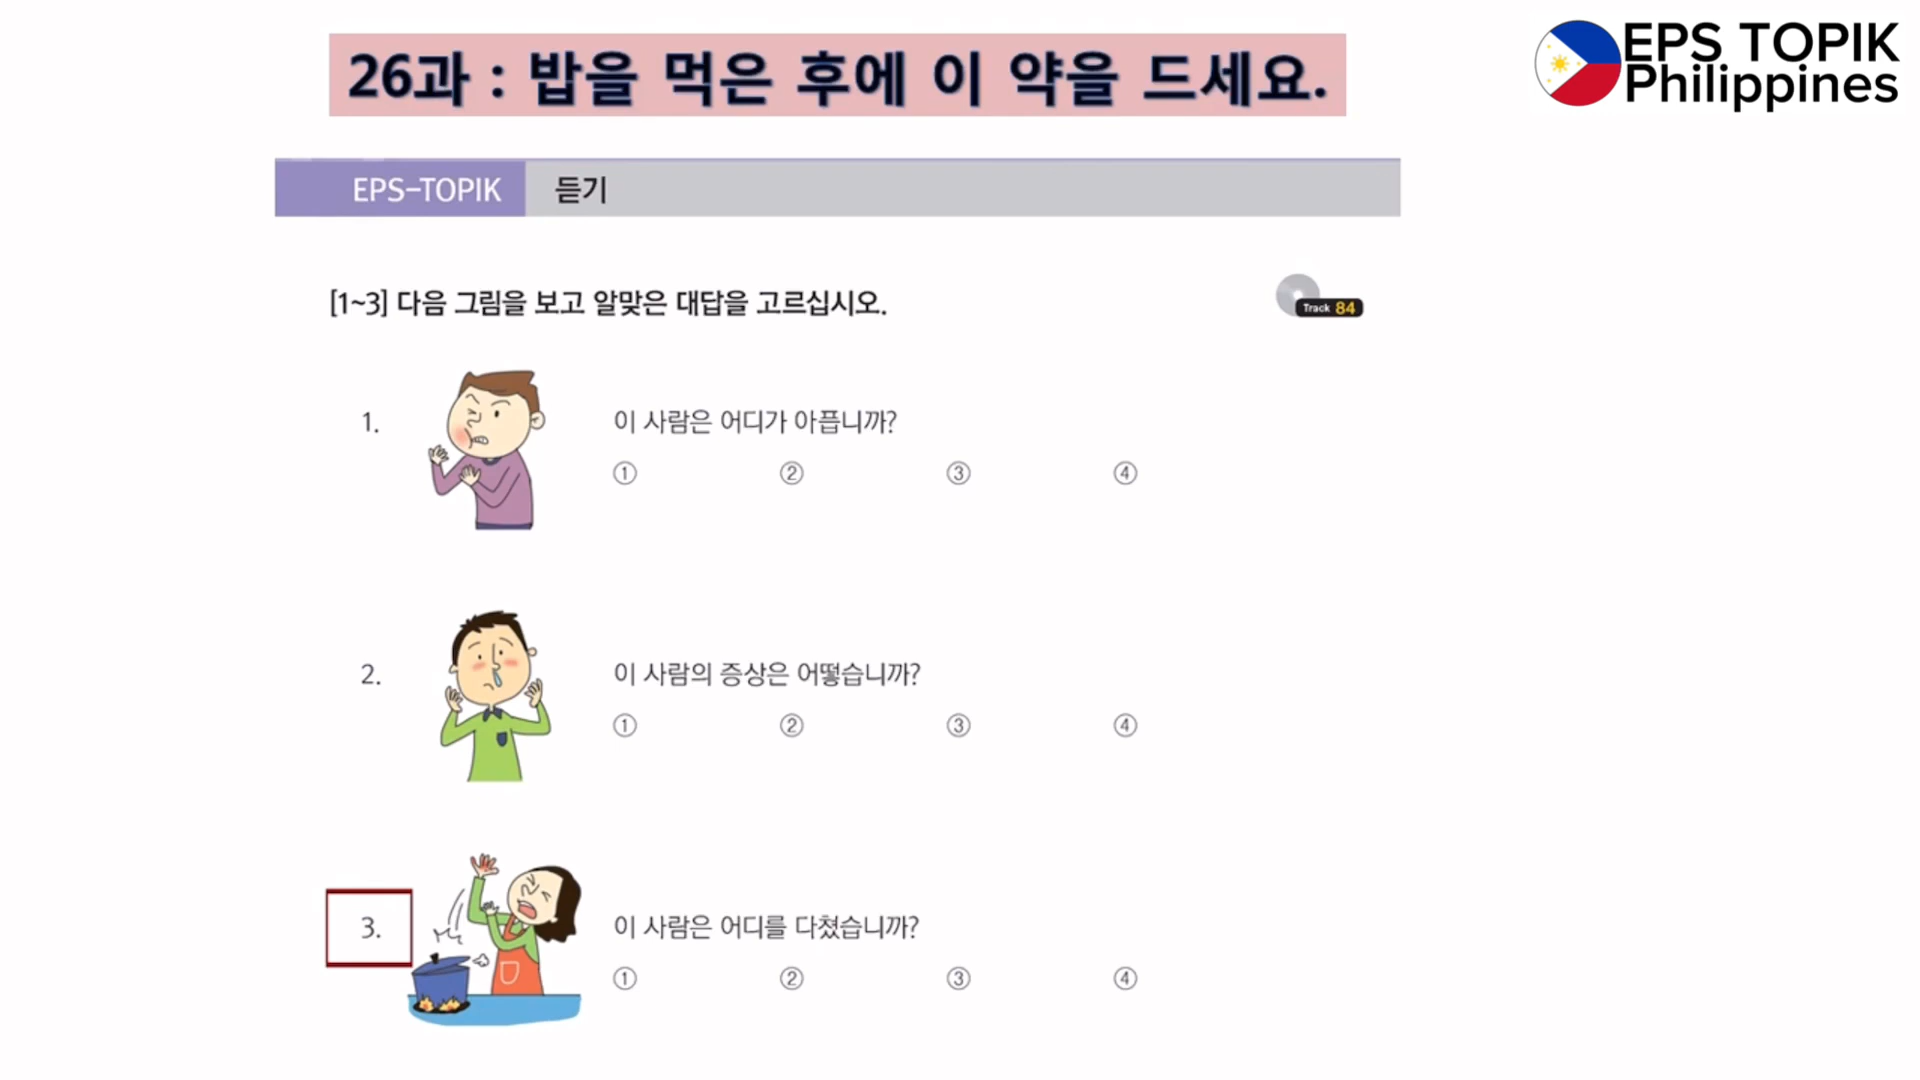 26과 : 밥을 먹은 후에 이 약을 드세요.
EPS TOPIK
Philippines
EPS-TOPIK 듣기
[1~3] 다음 그림을 보고 알맞은 대답을 고르십시오.
Track 84
1. 이 사람은 어디가 아픕니까?
① ② ③ ④
2. 이 사람의 증상은 어떻습니까?
① ② ③ ④
3. 이 사람은 어디를 다쳤습니까?
① ② ③ ④